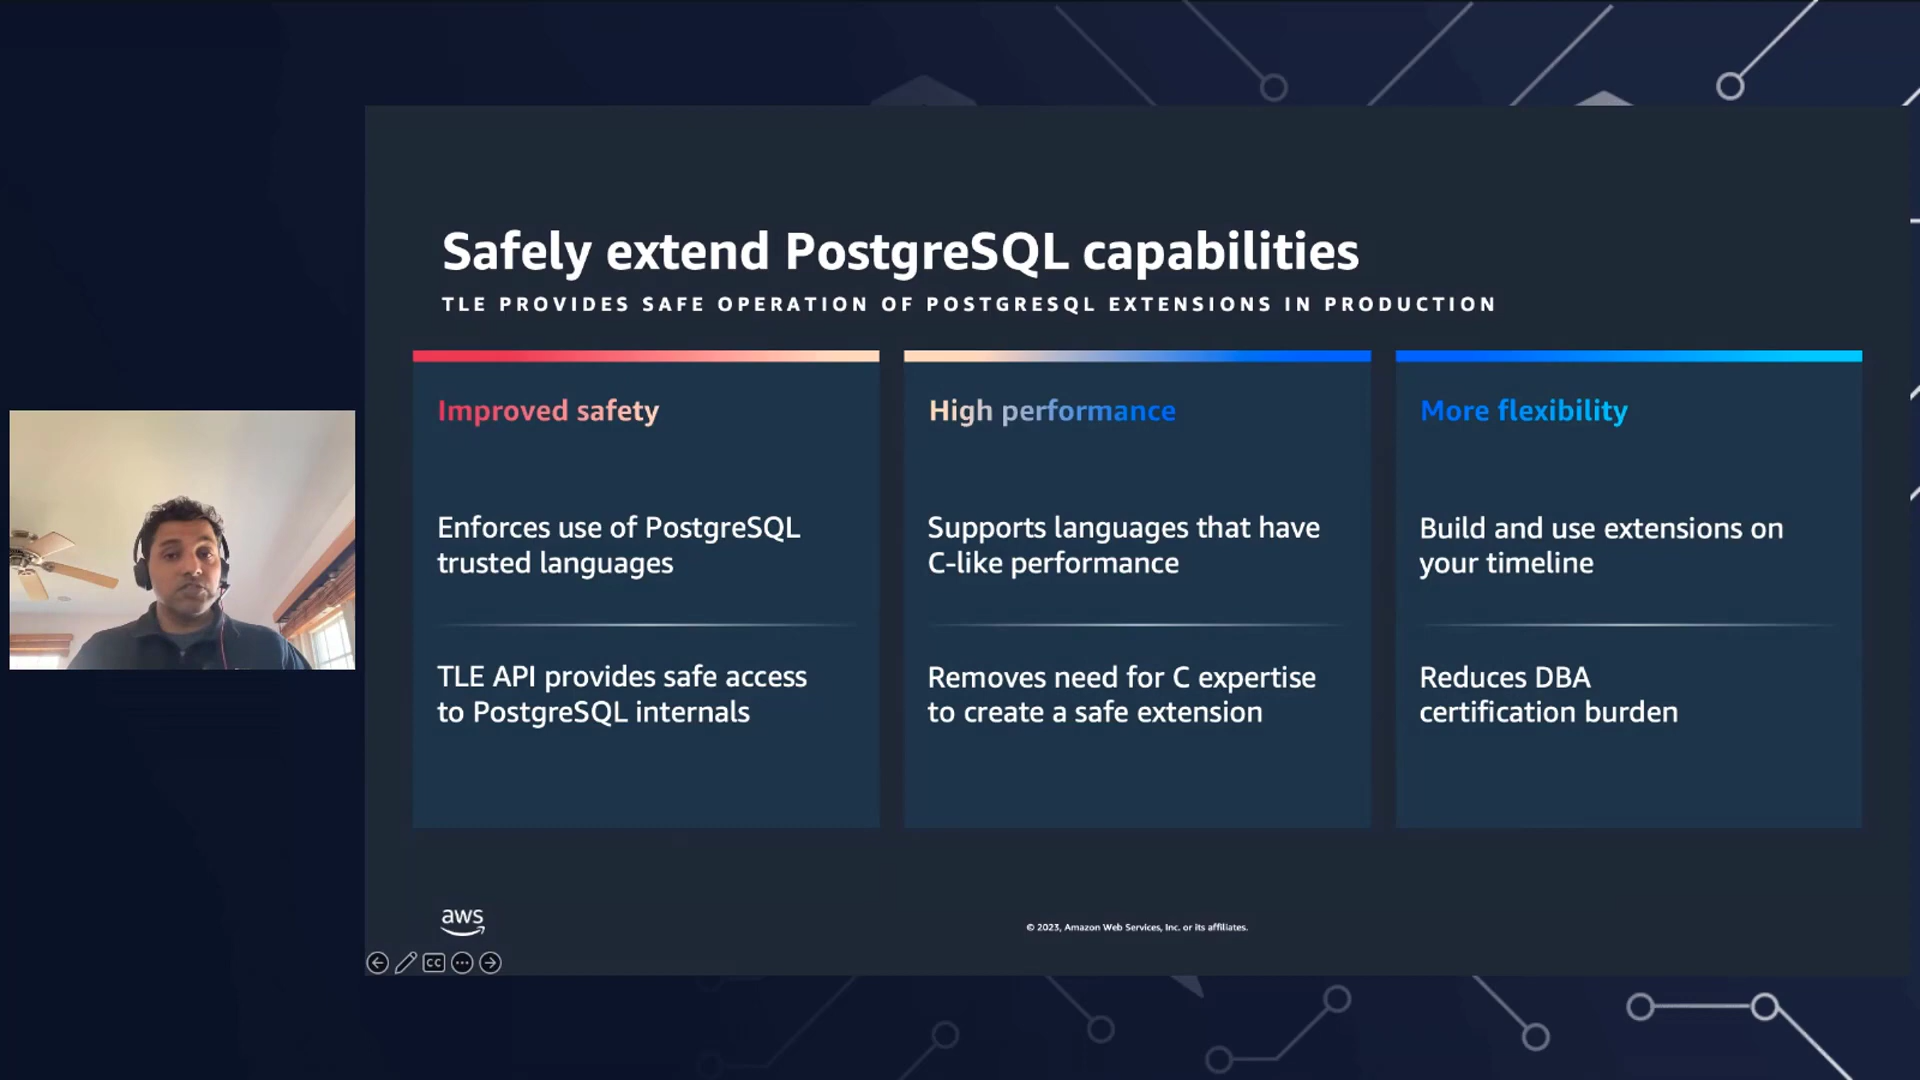 Safely extend PostgreSQL capabilities
TLE PROVIDES SAFE OPERATION OF POSTGRESQL EXTENSIONS IN PRODUCTION
Improved safety
Enforces use of PostgreSQL
trusted languages
TLE API provides safe access
to PostgreSQL internals
High performance
Supports languages that have
C-like performance
Removes need for C expertise
to create a safe extension
More flexibility
Build and use extensions on
your timeline
Reduces DBA
certification burden
aws
© 2023, Amazon Web Services, Inc. or its affiliates.
CC